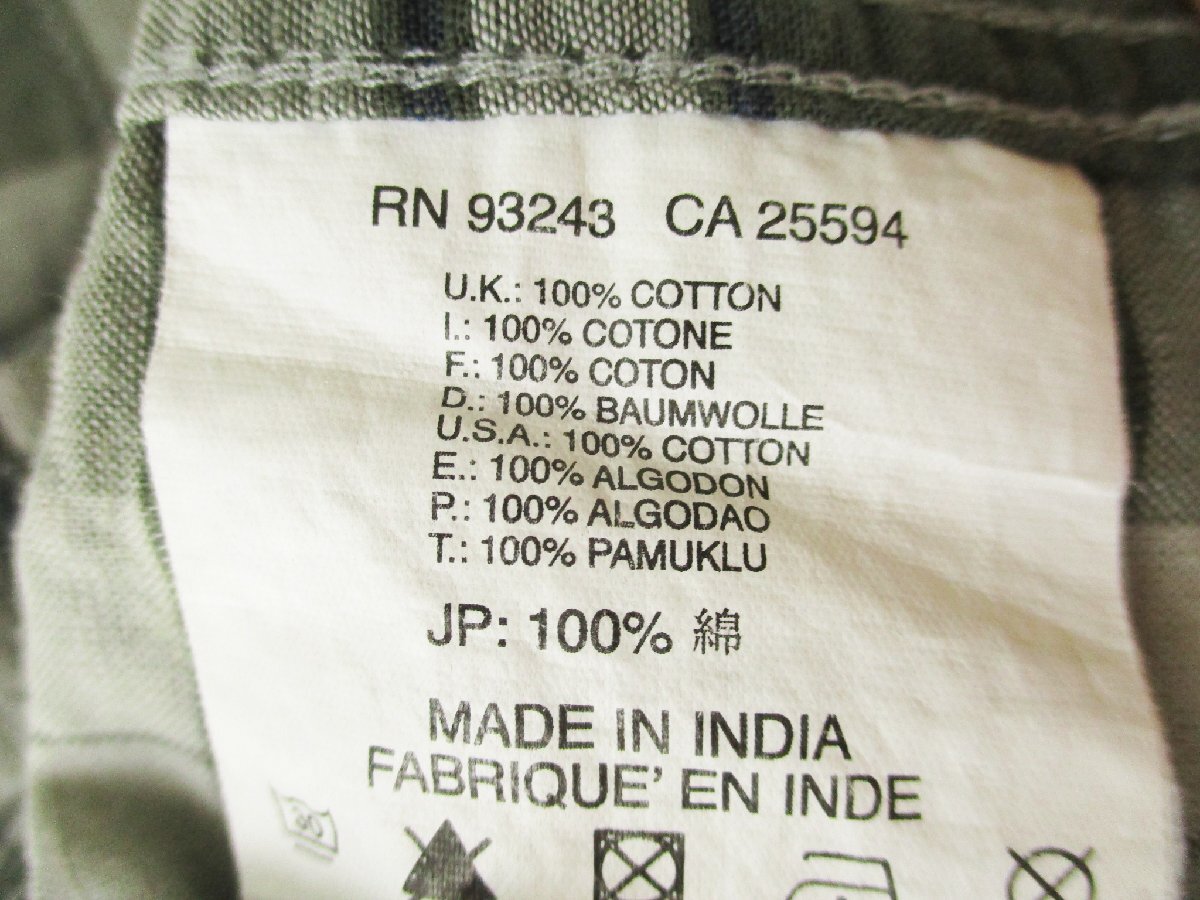 RN 93243 CA 25594
U.K.: 100% COTTON
I.: 100% COTONE
F.: 100% COTON
D.: 100% BAUMWOLLE
U.S.A.: 100% COTTON
E.: 100% ALGODON
P.: 100% ALGODAO
T.: 100% PAMUKLU
JP: 100% 綿
MADE IN INDIA
FABRIQUE' EN INDE